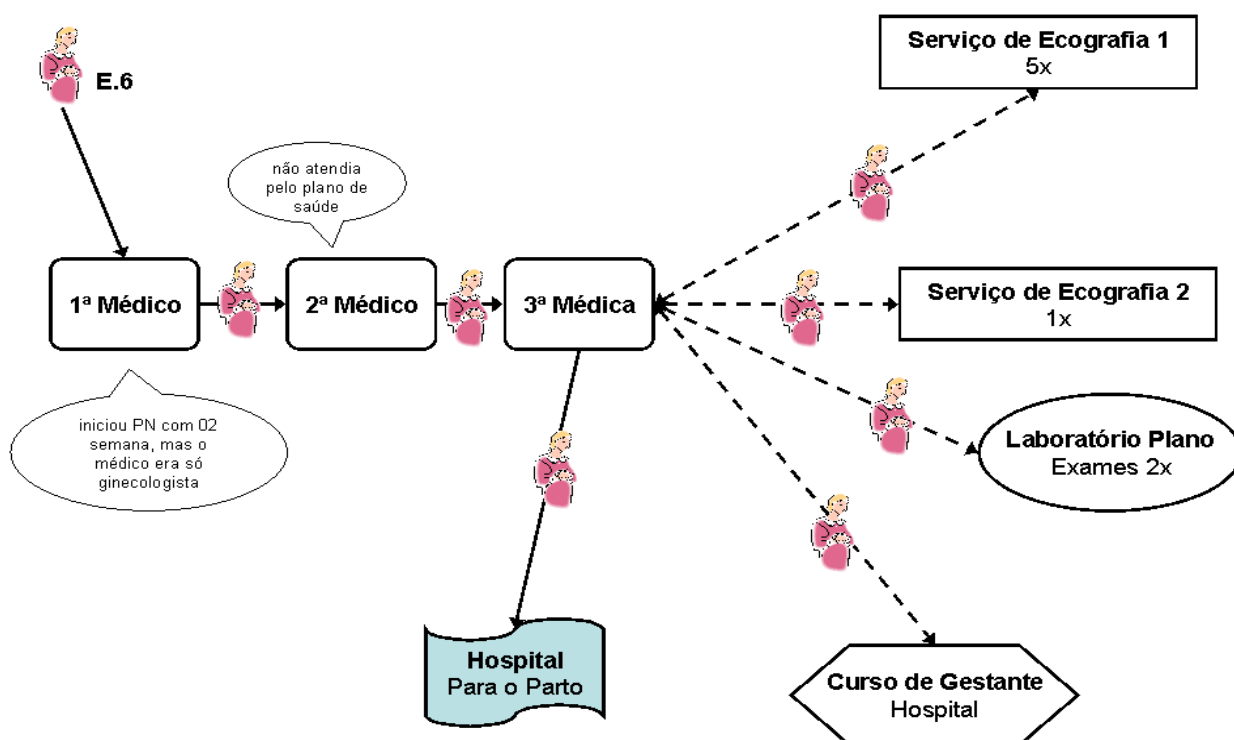 E.6
Serviço de Ecografia 1
5x
não atendia
pelo plano de
saúde
1ª Médico
2ª Médico
3ª Médica
Serviço de Ecografia 2
1x
iniciou PN com 02
semana, mas o
médico era só
ginecologista
Laboratório Plano
Exames 2x
Hospital
Para o Parto
Curso de Gestante
Hospital